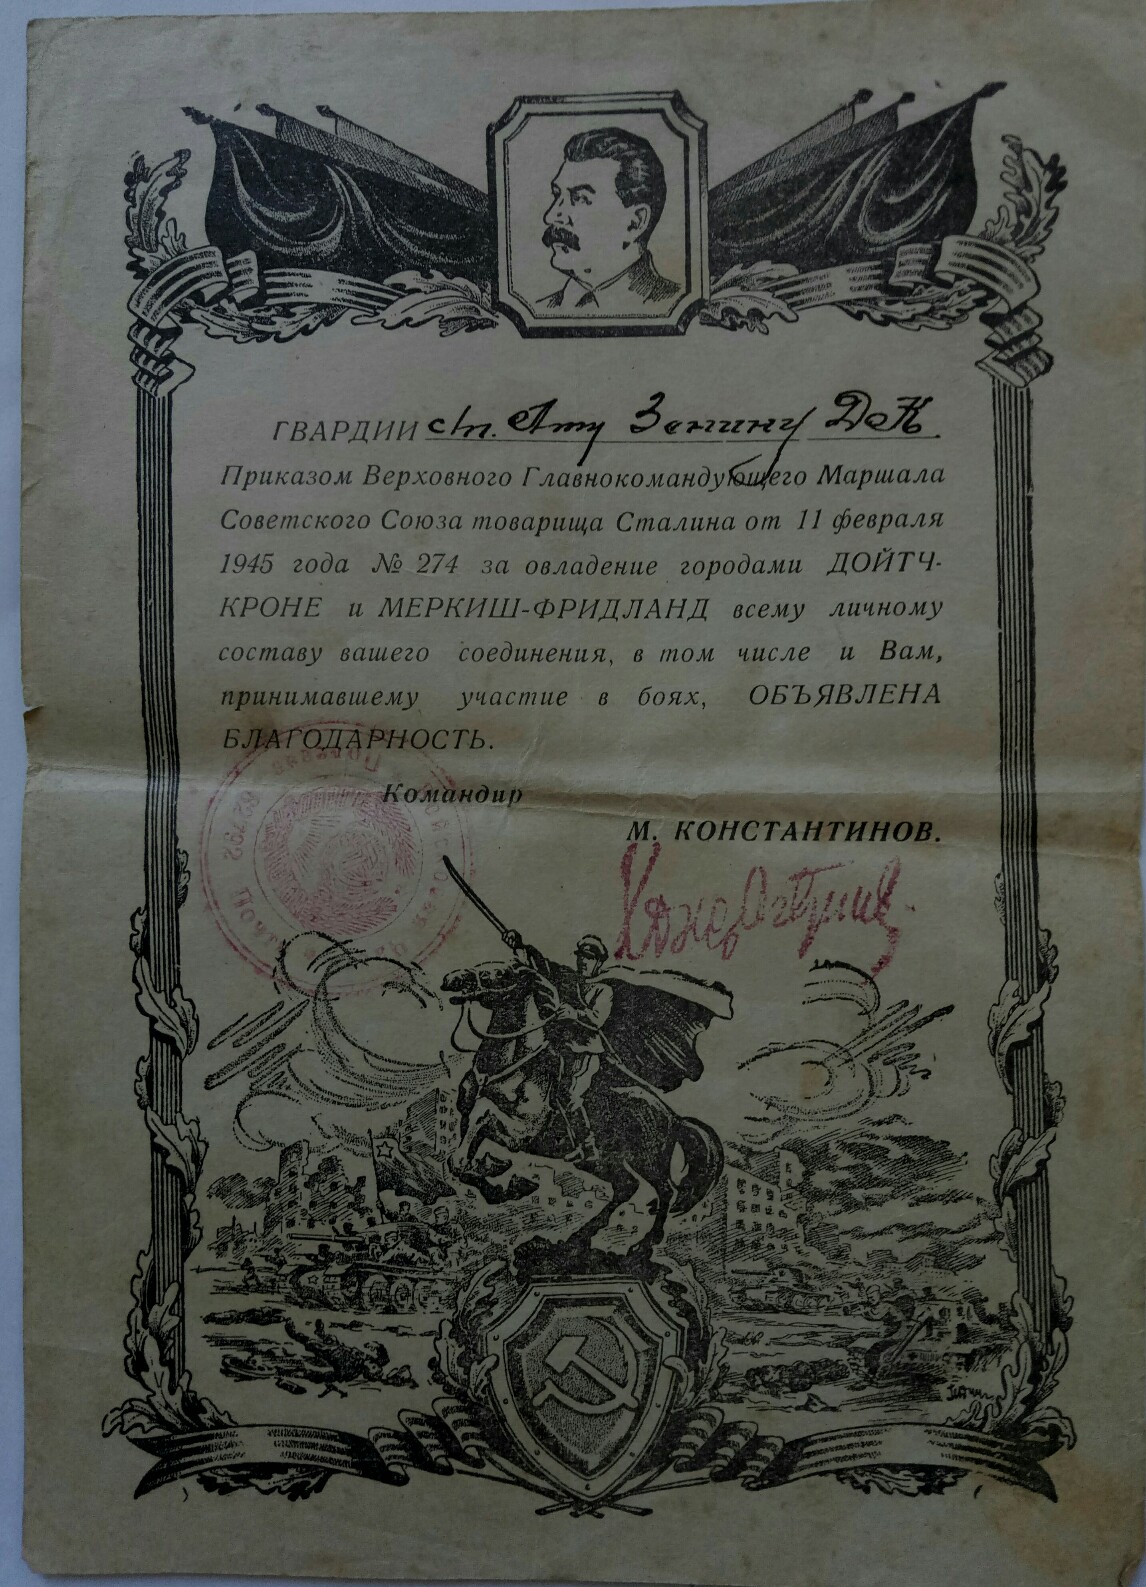 ГВАРДИИ ст. Зенину Д К
Приказом Верховного Главнокомандующего Маршала
Советского Союза товарища Сталина от 11 февраля
1945 года № 274 за овладение городами ДОЙТЧ-
КРОНЕ и МЕРКИШ-ФРИДЛАНД всему личному
составу вашего соединения, в том числе и Вам,
принимавшему участие в боях, ОБЪЯВЛЕНА
БЛАГОДАРНОСТЬ.
Командир
М. КОНСТАНТИНОВ.